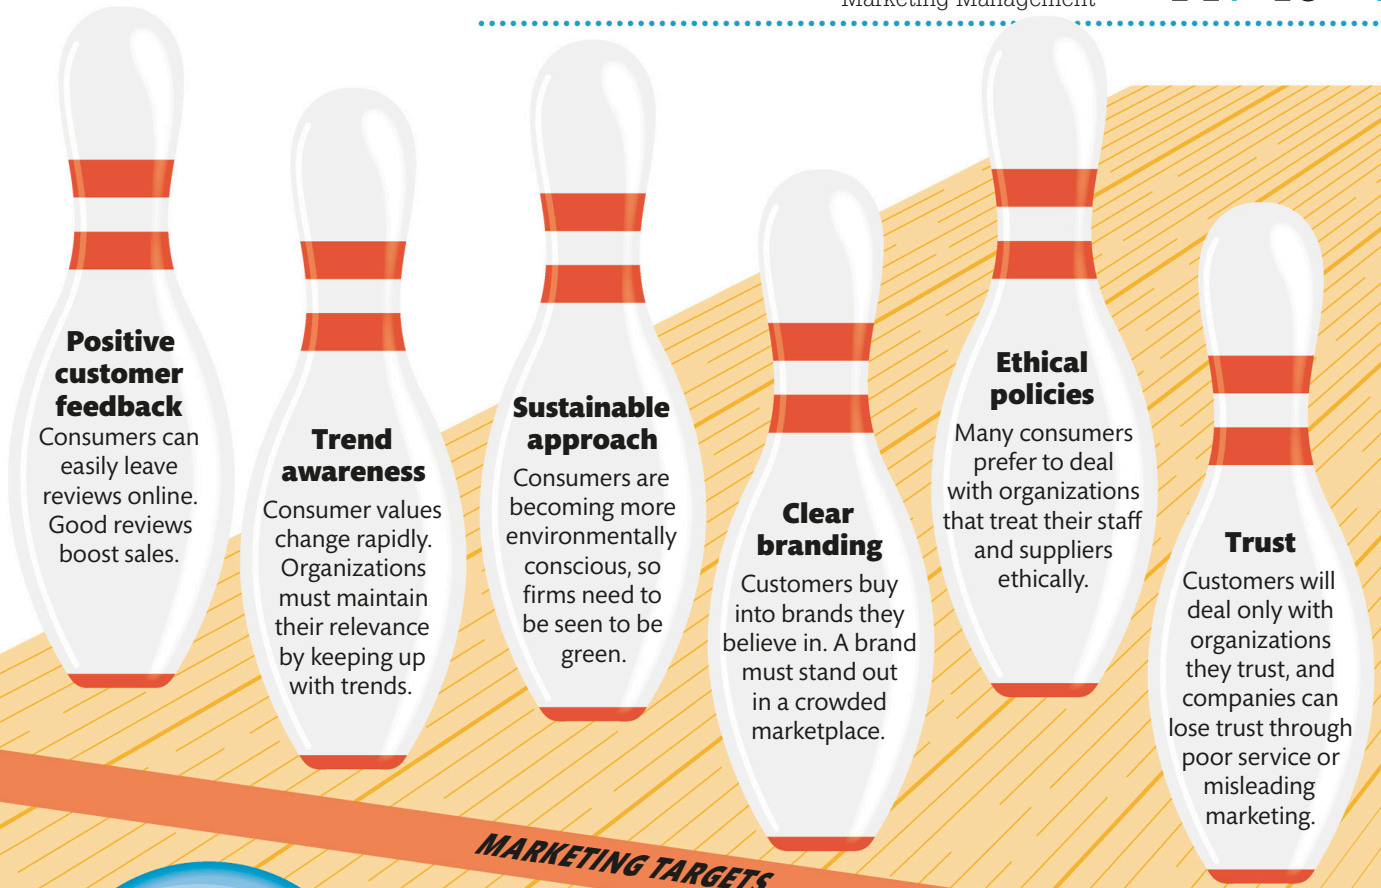 Marketing Management
Positive
customer
feedback
Consumers can
easily leave
reviews online.
Good reviews
boost sales.
Trend
awareness
Consumer values
change rapidly.
Organizations
must maintain
their relevance
by keeping up
with trends.
Sustainable
approach
Consumers are
becoming more
environmentally
conscious, so
firms need to
be seen to be
green.
Clear
branding
Customers buy
into brands they
believe in. A brand
must stand out
in a crowded
marketplace.
Ethical
policies
Many consumers
prefer to deal
with organizations
that treat their staff
and suppliers
ethically.
Trust
Customers will
deal only with
organizations
they trust, and
companies can
lose trust through
poor service or
misleading
marketing.
MARKETING TARGETS